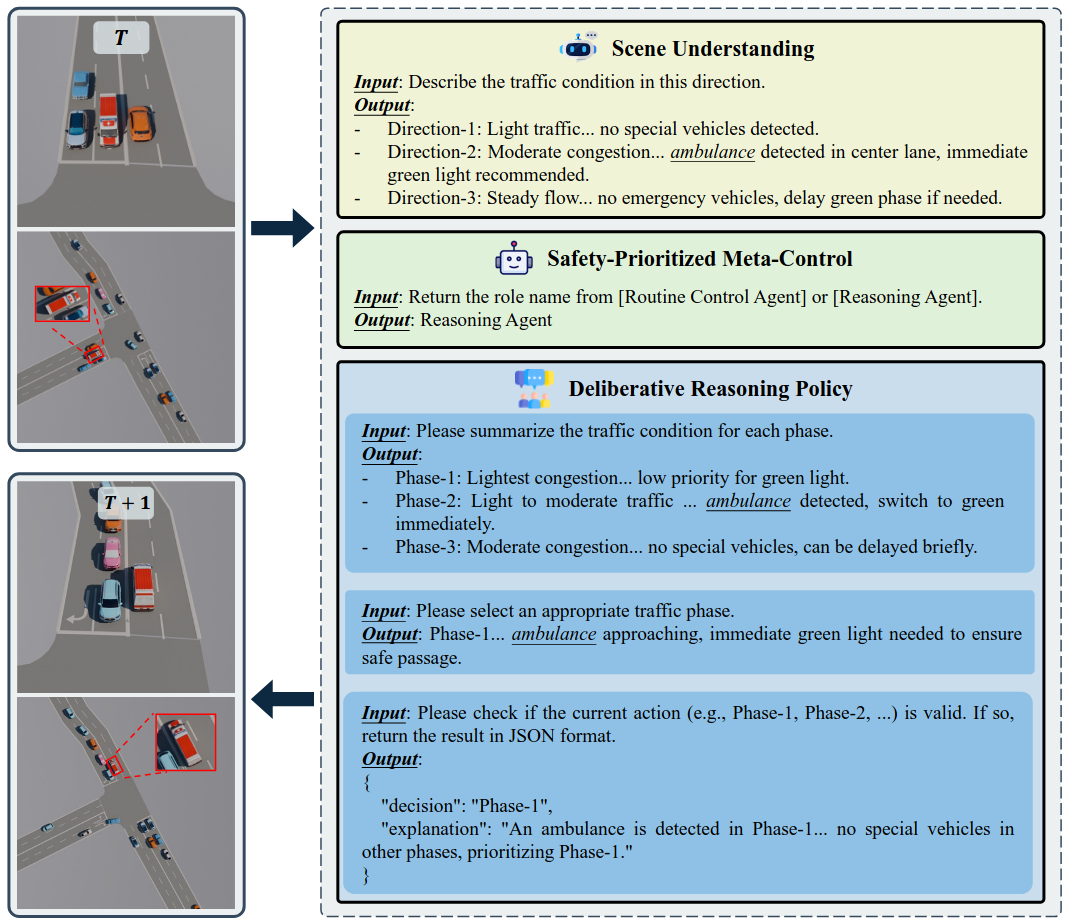 T
Scene Understanding
Input: Describe the traffic condition in this direction.
Output:
- Direction-1: Light traffic... no special vehicles detected.
- Direction-2: Moderate congestion... ambulance detected in center lane, immediate
green light recommended.
- Direction-3: Steady flow... no emergency vehicles, delay green phase if needed.
Safety-Prioritized Meta-Control
Input: Return the role name from [Routine Control Agent] or [Reasoning Agent].
Output: Reasoning Agent
Deliberative Reasoning Policy
Input: Please summarize the traffic condition for each phase.
Output:
- Phase-1: Lightest congestion... low priority for green light.
- Phase-2: Light to moderate traffic ... ambulance detected, switch to green
immediately.
- Phase-3: Moderate congestion... no special vehicles, can be delayed briefly.
T + 1
Input: Please select an appropriate traffic phase.
Output: Phase-1... ambulance approaching, immediate green light needed to ensure
safe passage.
Input: Please check if the current action (e.g., Phase-1, Phase-2, ...) is valid. If so,
return the result in JSON format.
Output:
{
"decision": "Phase-1",
"explanation": "An ambulance is detected in Phase-1... no special vehicles in
other phases, prioritizing Phase-1."
}